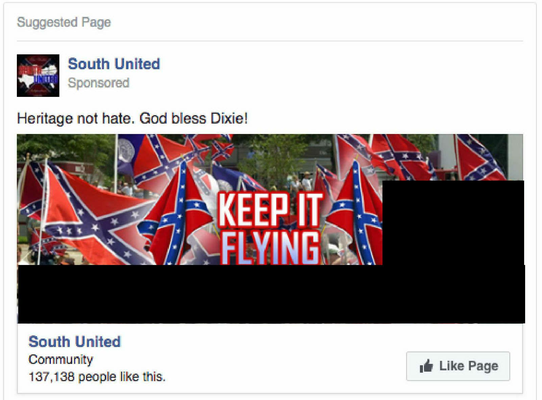 Suggested Page
South United
Sponsored
Heritage not hate. God bless Dixie!
KEEP IT
FLYING
South United
Community
137,138 people like this.
Like Page